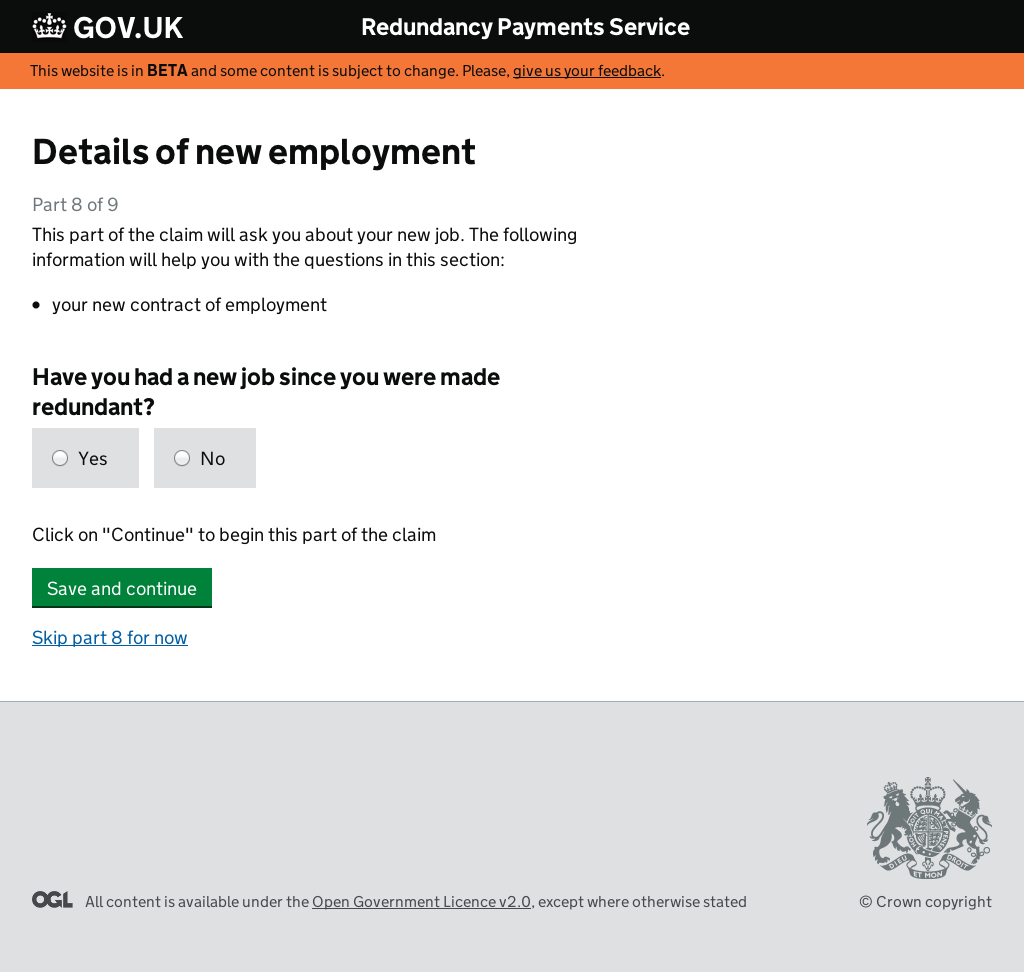 GOV.UK
Redundancy Payments Service
This website is in BETA and some content is subject to change. Please, give us your feedback.
Details of new employment
Part 8 of 9
This part of the claim will ask you about your new job. The following
information will help you with the questions in this section:
• your new contract of employment
Have you had a new job since you were made
redundant?
Yes
No
Click on "Continue" to begin this part of the claim
Save and continue
Skip part 8 for now
DIEU ET MON DROIT
OGL
All content is available under the Open Government Licence v2.0, except where otherwise stated
© Crown copyright